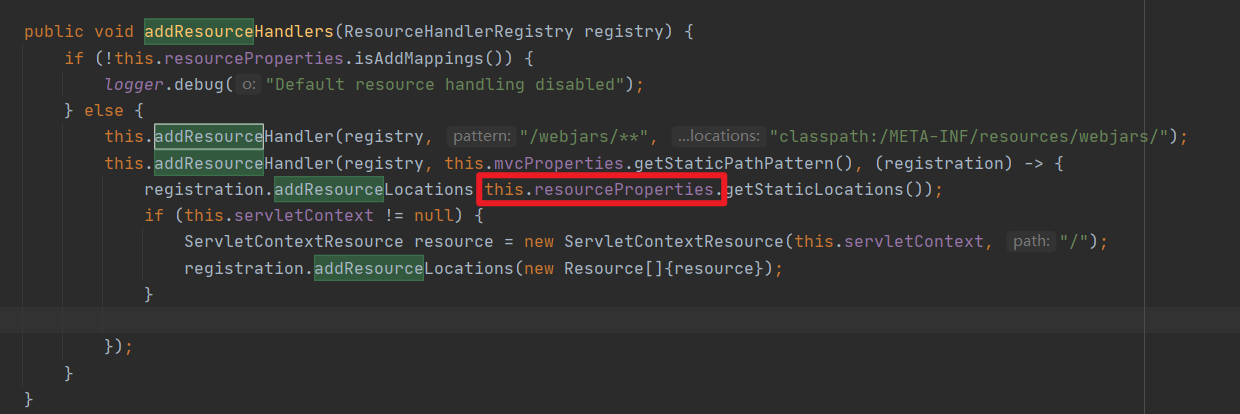 public void addResourceHandlers(ResourceHandlerRegistry registry) {
if (!this.resourceProperties.isAddMappings()) {
logger.debug( o: "Default resource handling disabled");
} else {
this.addResourceHandler(registry, pattern: "/webjars/**", ...locations: "classpath:/META-INF/resources/webjars/");
this.addResourceHandler(registry, this.mvcProperties.getStaticPathPattern(), (registration) -> {
registration.addResourceLocations this.resourceProperties.getStaticLocations());
if (this.servletContext != null) {
ServletContextResource resource = new ServletContextResource(this.servletContext, path: "/");
registration.addResourceLocations(new Resource[]{resource});
}
});
}
}